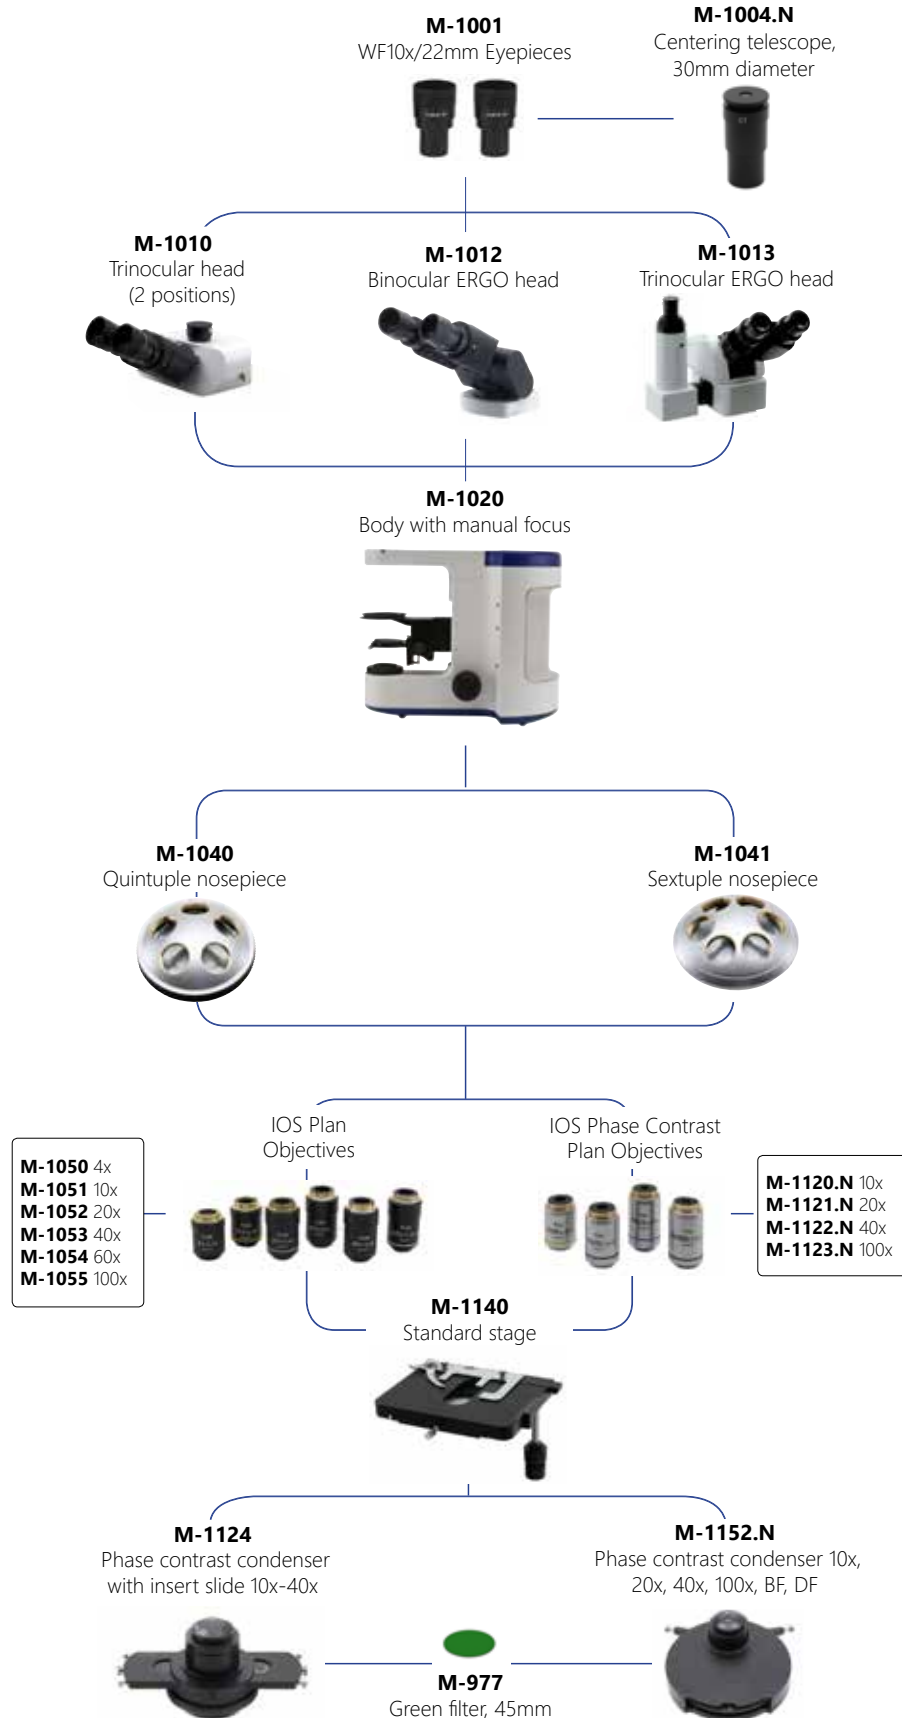 M-1001
WF10x/22mm Eyepieces
M-1004.N
Centering telescope,
30mm diameter
CT
M-1010
Trinocular head
(2 positions)
M-1012
Binocular ERGO head
M-1013
Trinocular ERGO head
M-1020
Body with manual focus
M-1040
Quintuple nosepiece
M-1041
Sextuple nosepiece
IOS Plan
Objectives
IOS Phase Contrast
Plan Objectives
M-1050 4x
M-1051 10x
M-1052 20x
M-1053 40x
M-1054 60x
M-1055 100x
M-1120.N 10x
M-1121.N 20x
M-1122.N 40x
M-1123.N 100x
M-1140
Standard stage
M-1124
Phase contrast condenser
with insert slide 10x-40x
M-1152.N
Phase contrast condenser 10x,
20x, 40x, 100x, BF, DF
M-977
Green filter, 45mm